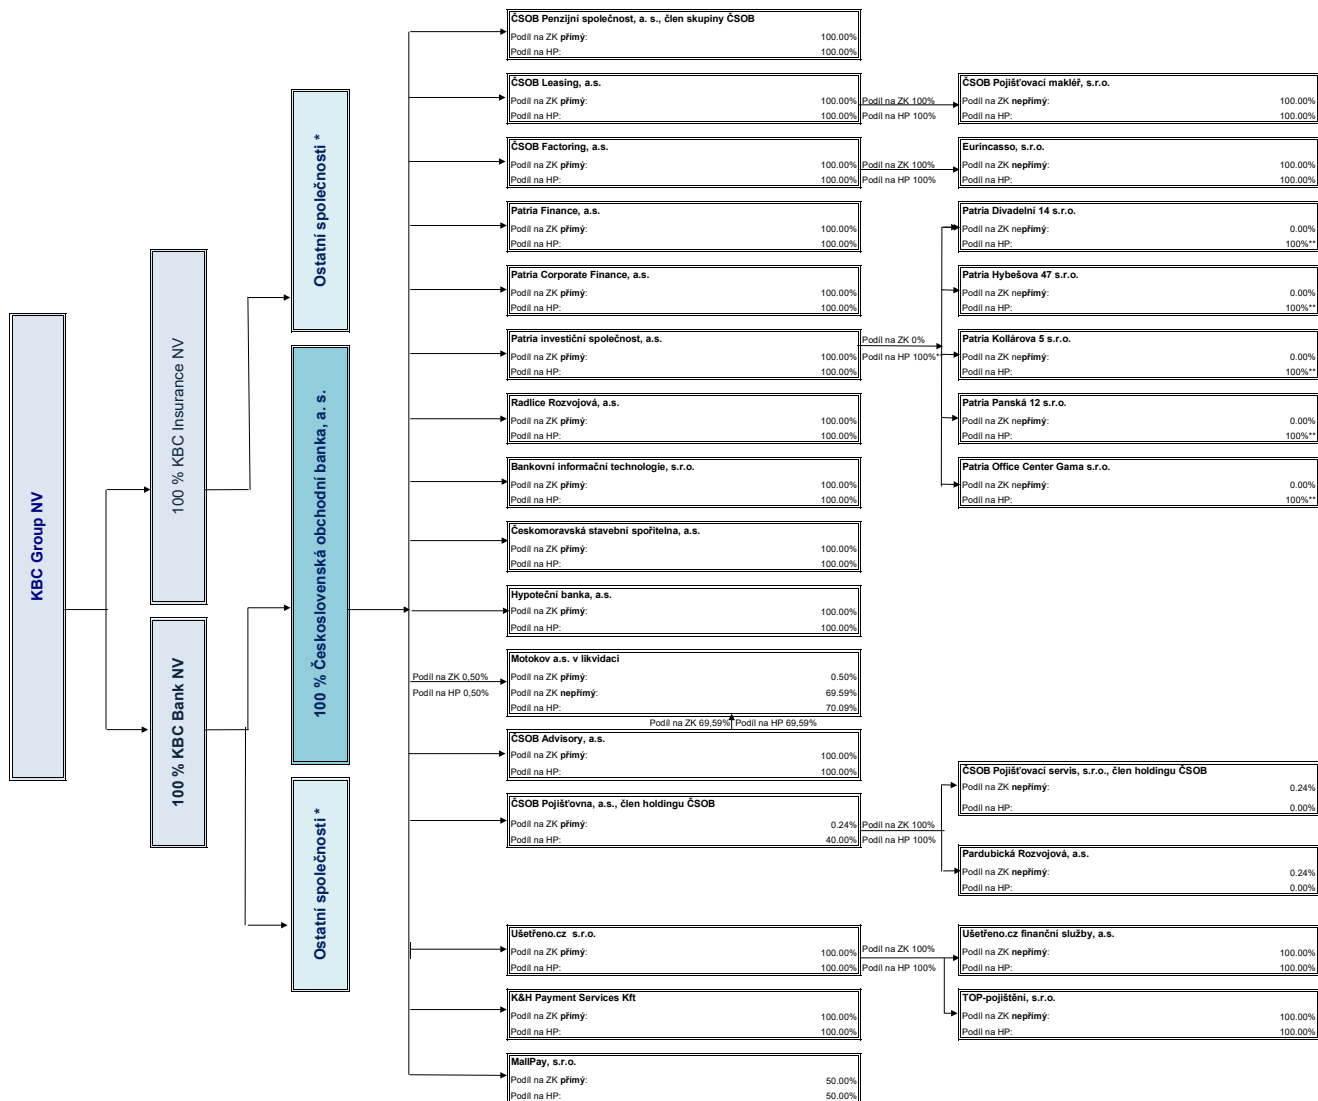 KBC Group NV
100 % KBC Insurance NV
100 % KBC Bank NV
Ostatní společnosti *
100 % Československá obchodní banka, a. s.
Ostatní společnosti *
ČSOB Penzijní společnost, a. s., člen skupiny ČSOB
Podíl na ZK přímý: 100.00%
Podíl na HP: 100.00%
ČSOB Leasing, a.s.
Podíl na ZK přímý: 100.00%
Podíl na HP: 100.00%
Podíl na ZK 100%
Podíl na HP 100%
ČSOB Pojišťovací makléř, s.r.o.
Podíl na ZK nepřímý: 100.00%
Podíl na HP: 100.00%
ČSOB Factoring, a.s.
Podíl na ZK přímý: 100.00%
Podíl na HP: 100.00%
Podíl na ZK 100%
Podíl na HP 100%
Eurincasso, s.r.o.
Podíl na ZK nepřímý: 100.00%
Podíl na HP: 100.00%
Patria Finance, a.s.
Podíl na ZK přímý: 100.00%
Podíl na HP: 100.00%
Patria Corporate Finance, a.s.
Podíl na ZK přímý: 100.00%
Podíl na HP: 100.00%
Patria investiční společnost, a.s.
Podíl na ZK přímý: 100.00%
Podíl na HP: 100.00%
Podíl na ZK 0%
Podíl na HP 100%**
Patria Divadelní 14 s.r.o.
Podíl na ZK nepřímý: 0.00%
Podíl na HP: 100%**
Patria Hybešova 47 s.r.o.
Podíl na ZK nepřímý: 0.00%
Podíl na HP: 100%**
Patria Kollárova 5 s.r.o.
Podíl na ZK nepřímý: 0.00%
Podíl na HP: 100%**
Patria Panská 12 s.r.o.
Podíl na ZK nepřímý: 0.00%
Podíl na HP: 100%**
Patria Office Center Gama s.r.o.
Podíl na ZK nepřímý: 0.00%
Podíl na HP: 100%**
Radlice Rozvojová, a.s.
Podíl na ZK přímý: 100.00%
Podíl na HP: 100.00%
Bankovní informační technologie, s.r.o.
Podíl na ZK přímý: 100.00%
Podíl na HP: 100.00%
Českomoravská stavební spořitelna, a.s.
Podíl na ZK přímý: 100.00%
Podíl na HP: 100.00%
Hypoteční banka, a.s.
Podíl na ZK přímý: 100.00%
Podíl na HP: 100.00%
Podíl na ZK 0,50%
Podíl na HP 0,50%
Motokov a.s. v likvidaci
Podíl na ZK přímý: 0.50%
Podíl na ZK nepřímý: 69.59%
Podíl na HP: 70.09%
Podíl na ZK 69,59% Podíl na HP 69,59%
ČSOB Advisory, a.s.
Podíl na ZK přímý: 100.00%
Podíl na HP: 100.00%
ČSOB Pojišťovna, a.s., člen holdingu ČSOB
Podíl na ZK přímý: 0.24%
Podíl na HP: 40.00%
Podíl na ZK 100%
Podíl na HP 100%
ČSOB Pojišťovací servis, s.r.o., člen holdingu ČSOB
Podíl na ZK nepřímý: 0.24%
Podíl na HP: 0.00%
Pardubická Rozvojová, a.s.
Podíl na ZK nepřímý: 0.24%
Podíl na HP: 0.00%
Ušetřeno.cz s.r.o.
Podíl na ZK přímý: 100.00%
Podíl na HP: 100.00%
Podíl na ZK 100%
Podíl na HP 100%
Ušetřeno.cz finanční služby, a.s.
Podíl na ZK nepřímý: 100.00%
Podíl na HP: 100.00%
K&H Payment Services Kft
Podíl na ZK přímý: 100.00%
Podíl na HP: 100.00%
TOP-pojištění, s.r.o.
Podíl na ZK nepřímý: 100.00%
Podíl na HP: 100.00%
MallPay, s.r.o.
Podíl na ZK přímý: 50.00%
Podíl na HP: 50.00%